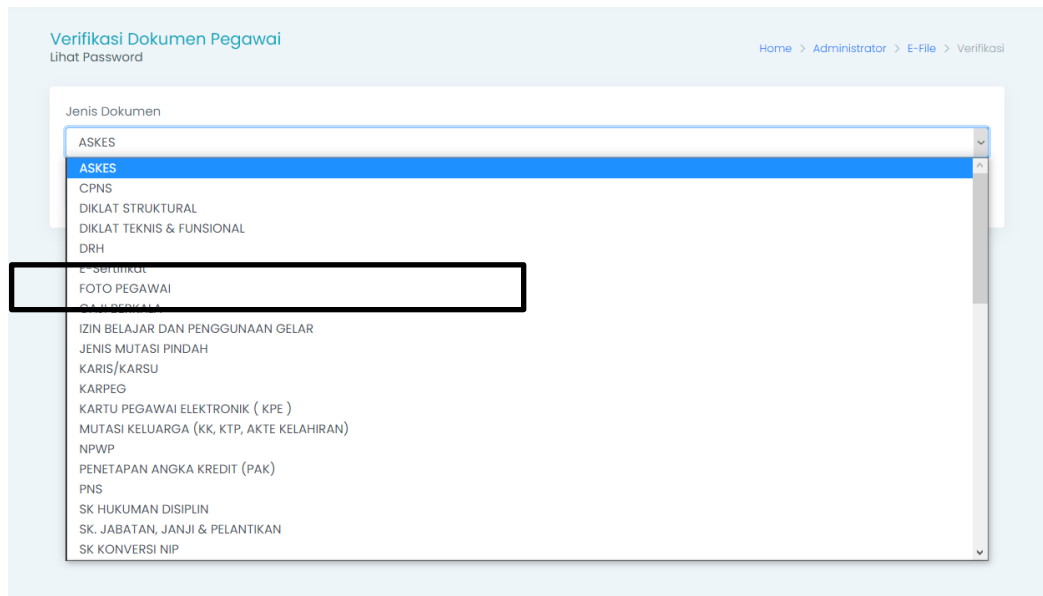 Verifikasi Dokumen Pegawai
Lihat Password
Home > Administrator > E-File > Verifikasi
Jenis Dokumen
ASKES
ASKES
CPNS
DIKLAT STRUKTURAL
DIKLAT TEKNIS & FUNSIONAL
DRH
E-Sertifikat
FOTO PEGAWAI
GAJI BERKALA
IZIN BELAJAR DAN PENGGUNAAN GELAR
JENIS MUTASI PINDAH
KARIS/KARSU
KARPEG
KARTU PEGAWAI ELEKTRONIK ( KPE )
MUTASI KELUARGA (KK, KTP, AKTE KELAHIRAN)
NPWP
PENETAPAN ANGKA KREDIT (PAK)
PNS
SK HUKUMAN DISIPLIN
SK. JABATAN, JANJI & PELANTIKAN
SK KONVERSI NIP